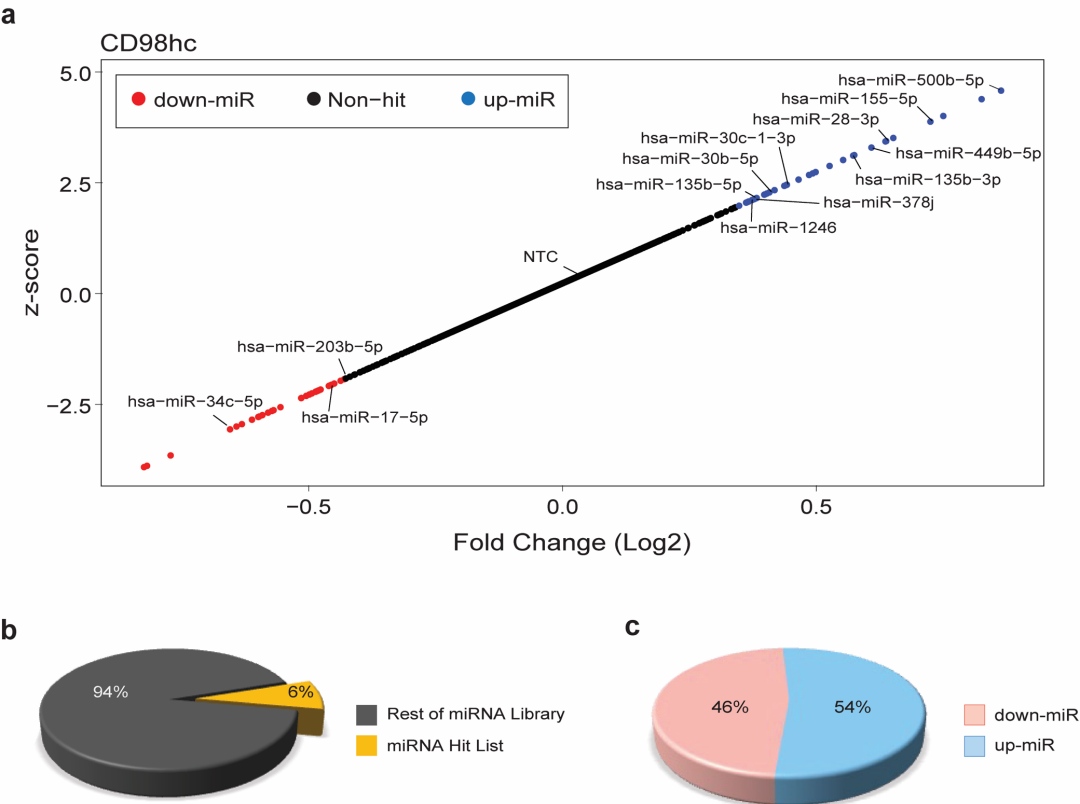 a
CD98hc
down-miR
Non-hit
up-miR
hsa-miR-500b-5p
hsa-miR-155-5p
hsa-miR-28-3p
hsa-miR-30c-1-3p
hsa-miR-449b-5p
hsa-miR-30b-5p
hsa-miR-135b-3p
hsa-miR-135b-5p
hsa-miR-378j
hsa-miR-1246
NTC
hsa-miR-203b-5p
hsa-miR-34c-5p
hsa-miR-17-5p
5.0
2.5
0.0
−2.5
z-score
−0.5
0.0
0.5
Fold Change (Log2)
b
94%
6%
Rest of miRNA Library
miRNA Hit List
c
46%
54%
down-miR
up-miR